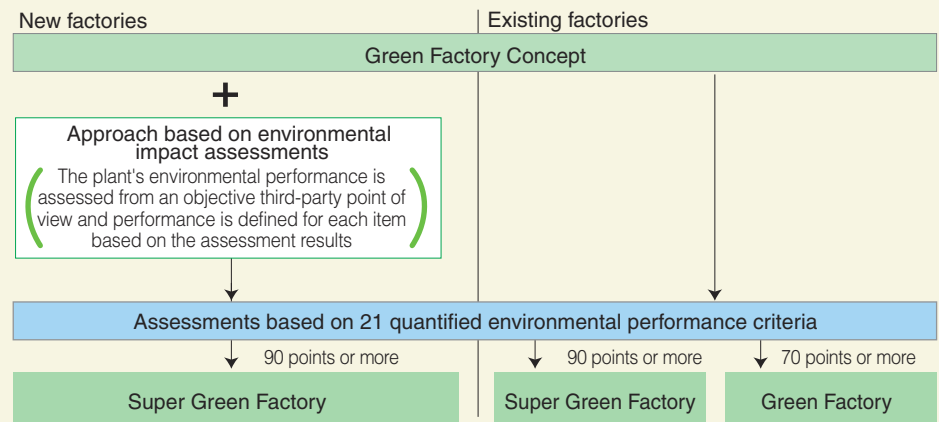 New factories
Existing factories
Green Factory Concept
+
Approach based on environmental
impact assessments
The plant's environmental performance is
assessed from an objective third-party point of
view and performance is defined for each item
based on the assessment results
Assessments based on 21 quantified environmental performance criteria
90 points or more
90 points or more
70 points or more
Super Green Factory
Super Green Factory
Green Factory